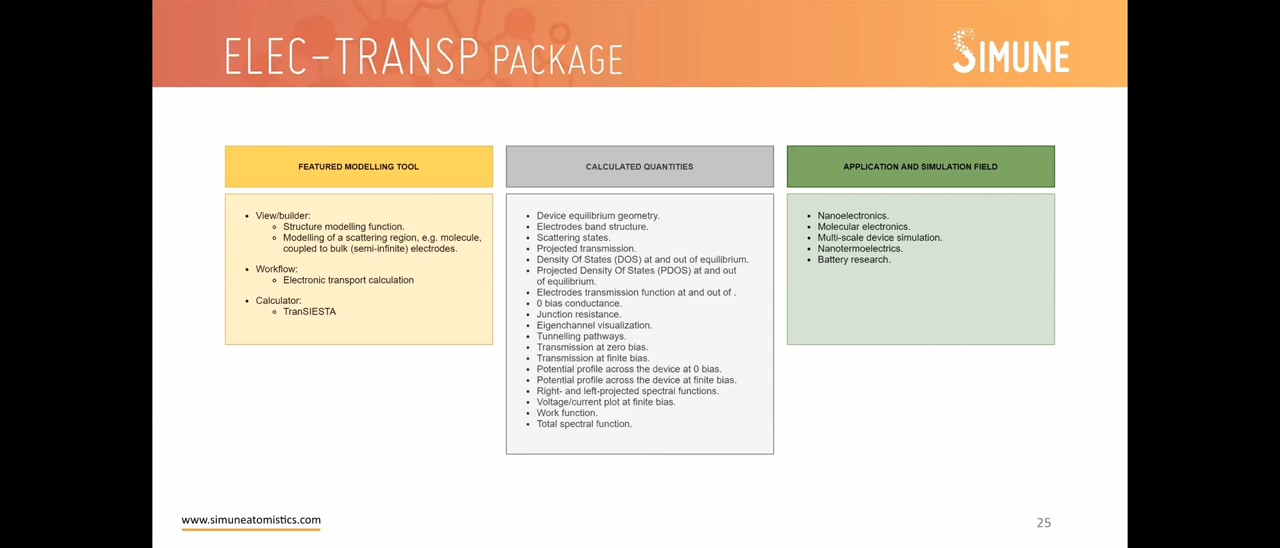 ELEC-TRANSP PACKAGE
SIMUNE
FEATURED MODELLING TOOL
• View/builder:
◦ Structure modelling function.
◦ Modelling of a scattering region, e.g. molecule,
coupled to bulk (semi-infinite) electrodes.
• Workflow:
◦ Electronic transport calculation
• Calculator:
◦ TranSIESTA
CALCULATED QUANTITIES
• Device equilibrium geometry.
• Electrodes band structure.
• Scattering states.
• Projected transmission.
• Density Of States (DOS) at and out of equilibrium.
• Projected Density Of States (PDOS) at and out
of equilibrium.
• Electrodes transmission function at and out of .
• 0 bias conductance.
• Junction resistance.
• Eigenchannel visualization.
• Tunnelling pathways.
• Transmission at zero bias.
• Transmission at finite bias.
• Potential profile across the device at 0 bias.
• Potential profile across the device at finite bias.
• Right- and left-projected spectral functions.
• Voltage/current plot at finite bias.
• Work function.
• Total spectral function.
APPLICATION AND SIMULATION FIELD
• Nanoelectronics.
• Molecular electronics.
• Multi-scale device simulation.
• Nanotermoelectrics.
• Battery research.
www.simuneatomistics.com
25